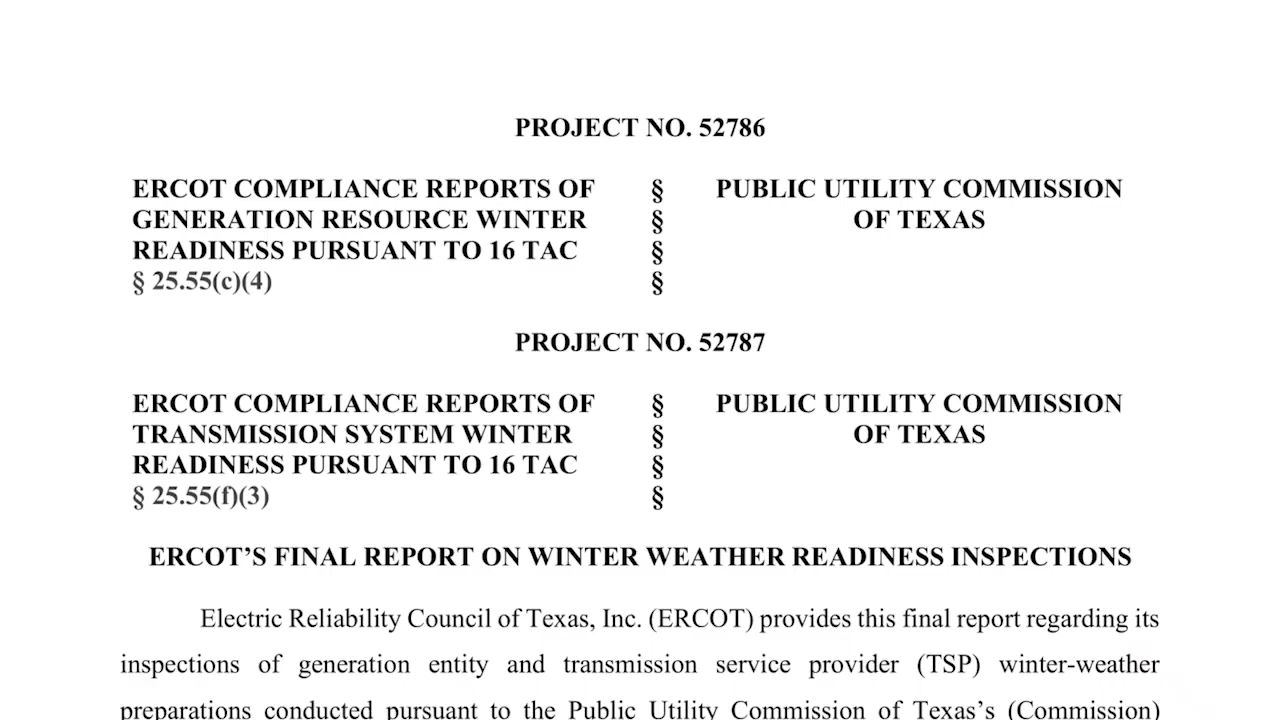 PROJECT NO. 52786
ERCOT COMPLIANCE REPORTS OF § PUBLIC UTILITY COMMISSION
GENERATION RESOURCE WINTER § OF TEXAS
READINESS PURSUANT TO 16 TAC §
§ 25.55(c)(4) §
PROJECT NO. 52787
ERCOT COMPLIANCE REPORTS OF § PUBLIC UTILITY COMMISSION
TRANSMISSION SYSTEM WINTER § OF TEXAS
READINESS PURSUANT TO 16 TAC §
§ 25.55(f)(3) §
ERCOT’S FINAL REPORT ON WINTER WEATHER READINESS INSPECTIONS
Electric Reliability Council of Texas, Inc. (ERCOT) provides this final report regarding its
inspections of generation entity and transmission service provider (TSP) winter-weather
preparations conducted pursuant to the Public Utility Commission of Texas’s (Commission)